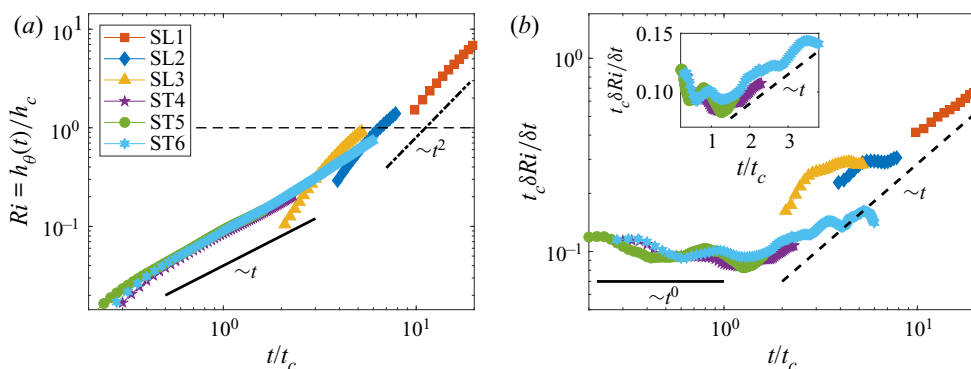 (a)
Ri = h_θ(t)/h_c
10^1
10^0
10^-1
SL1
SL2
SL3
ST4
ST5
ST6
~t^2
~t
10^0
10^1
t/t_c
(b)
t_c δRi/δt
10^0
10^-1
0.15
0.10
t_c δRi/δt
~t
1
2
3
t/t_c
~t
~t^0
10^0
10^1
t/t_c